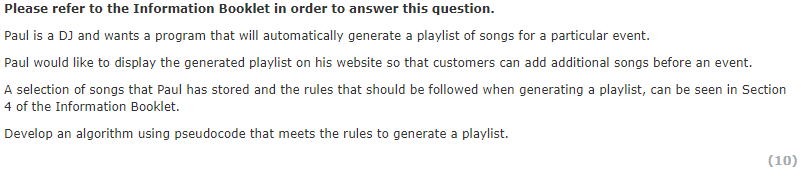 Please refer to the Information Booklet in order to answer this question.
Paul is a DJ and wants a program that will automatically generate a playlist of songs for a particular event.
Paul would like to display the generated playlist on his website so that customers can add additional songs before an event.
A selection of songs that Paul has stored and the rules that should be followed when generating a playlist, can be seen in Section
4 of the Information Booklet.
Develop an algorithm using pseudocode that meets the rules to generate a playlist.
(10)